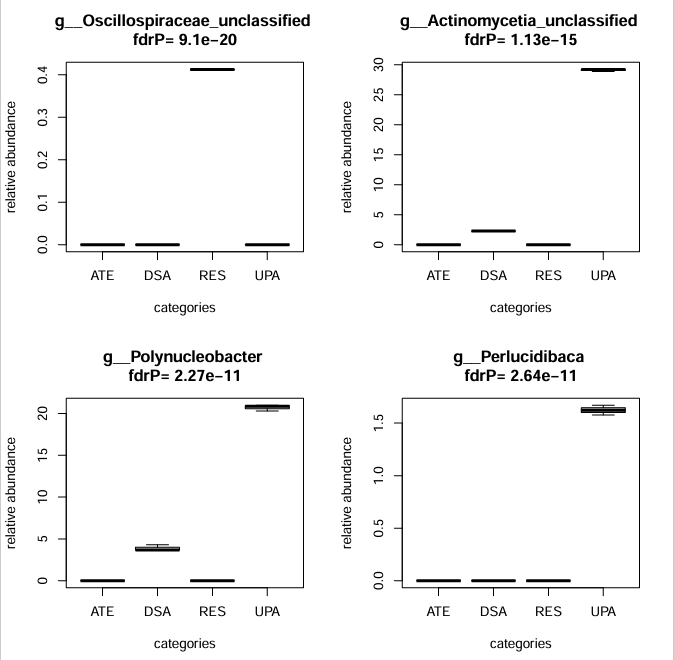 g__Oscillospiraceae_unclassified
fdrP= 9.1e−20
relative abundance
0.4
0.3
0.2
0.1
0.0
ATE DSA RES UPA
categories
g__Actinomycetia_unclassified
fdrP= 1.13e−15
relative abundance
30
25
20
15
10
5
0
ATE DSA RES UPA
categories
g__Polynucleobacter
fdrP= 2.27e−11
relative abundance
20
15
10
5
0
ATE DSA RES UPA
categories
g__Perlucidibaca
fdrP= 2.64e−11
relative abundance
1.5
1.0
0.5
0.0
ATE DSA RES UPA
categories